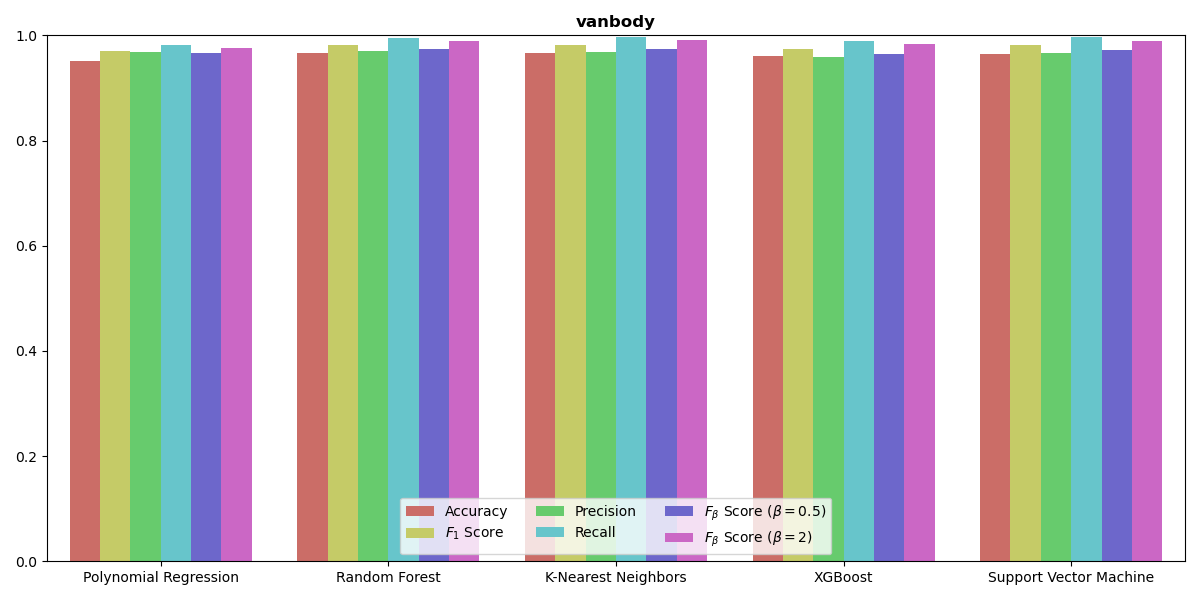 vanbody
1.0
0.8
0.6
0.4
0.2
0.0
Accuracy
F₁ Score
Precision
Recall
Fᵦ Score (β = 0.5)
Fᵦ Score (β = 2)
Polynomial Regression
Random Forest
K-Nearest Neighbors
XGBoost
Support Vector Machine